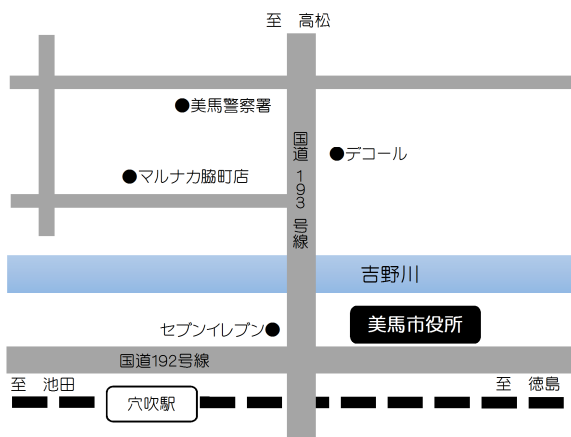 至 高松
●美馬警察署
国道193号線
●デコール
●マルナカ脇町店
吉野川
美馬市役所
セブンイレブン●
国道192号線
至 池田
至 徳島
穴吹駅